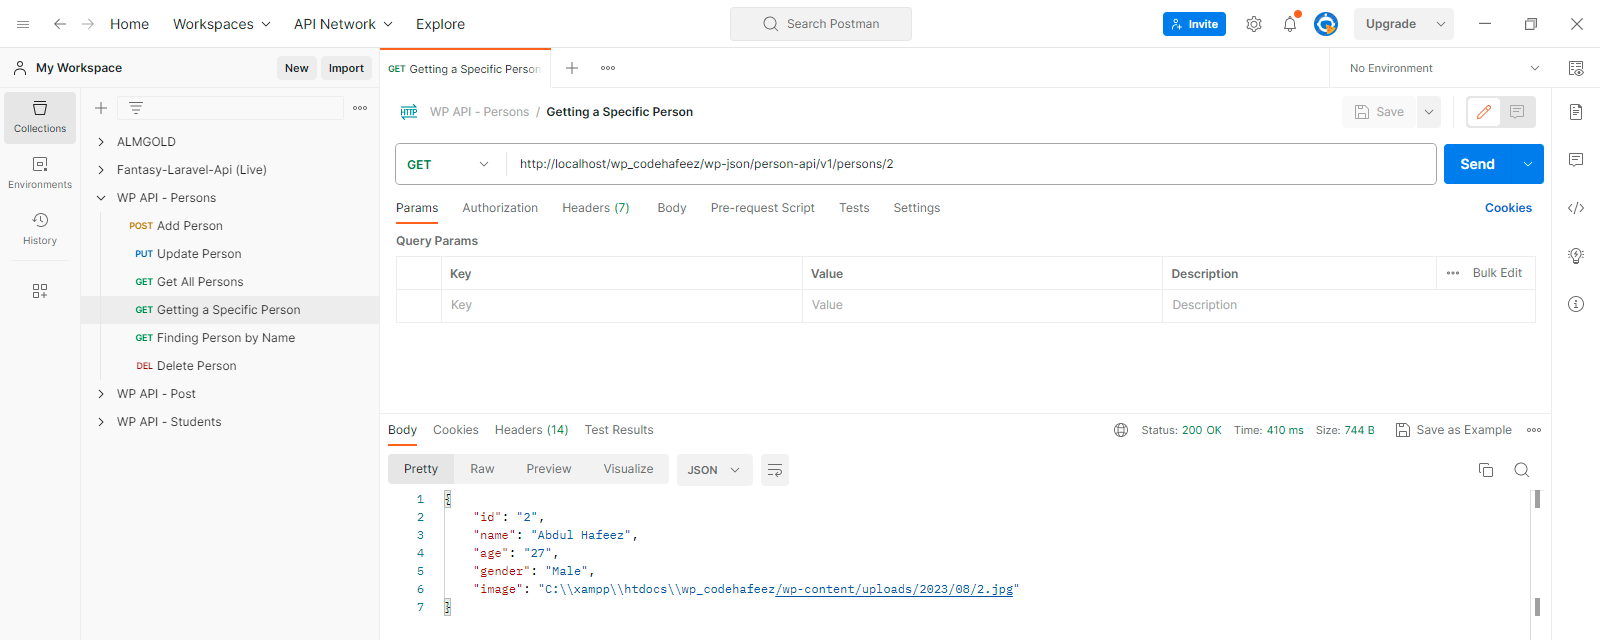 Home Workspaces API Network Explore Search Postman Invite Upgrade
My Workspace New Import GET Getting a Specific Person No Environment
Collections
Environments
History
ALMGOLD
Fantasy-Laravel-Api (Live)
WP API - Persons
POST Add Person
PUT Update Person
GET Get All Persons
GET Getting a Specific Person
GET Finding Person by Name
DEL Delete Person
WP API - Post
WP API - Students
HTTP WP API - Persons / Getting a Specific Person Save
GET http://localhost/wp_codehafeez/wp-json/person-api/v1/persons/2 Send
Params Authorization Headers (7) Body Pre-request Script Tests Settings Cookies
Query Params
Key Value Description Bulk Edit
Key Value Description
Body Cookies Headers (14) Test Results Status: 200 OK Time: 410 ms Size: 744 B Save as Example
Pretty Raw Preview Visualize JSON
1 {
2 "id": "2",
3 "name": "Abdul Hafeez",
4 "age": "27",
5 "gender": "Male",
6 "image": "C:\\xampp\\htdocs\\wp_codehafeez/wp-content/uploads/2023/08/2.jpg"
7 }